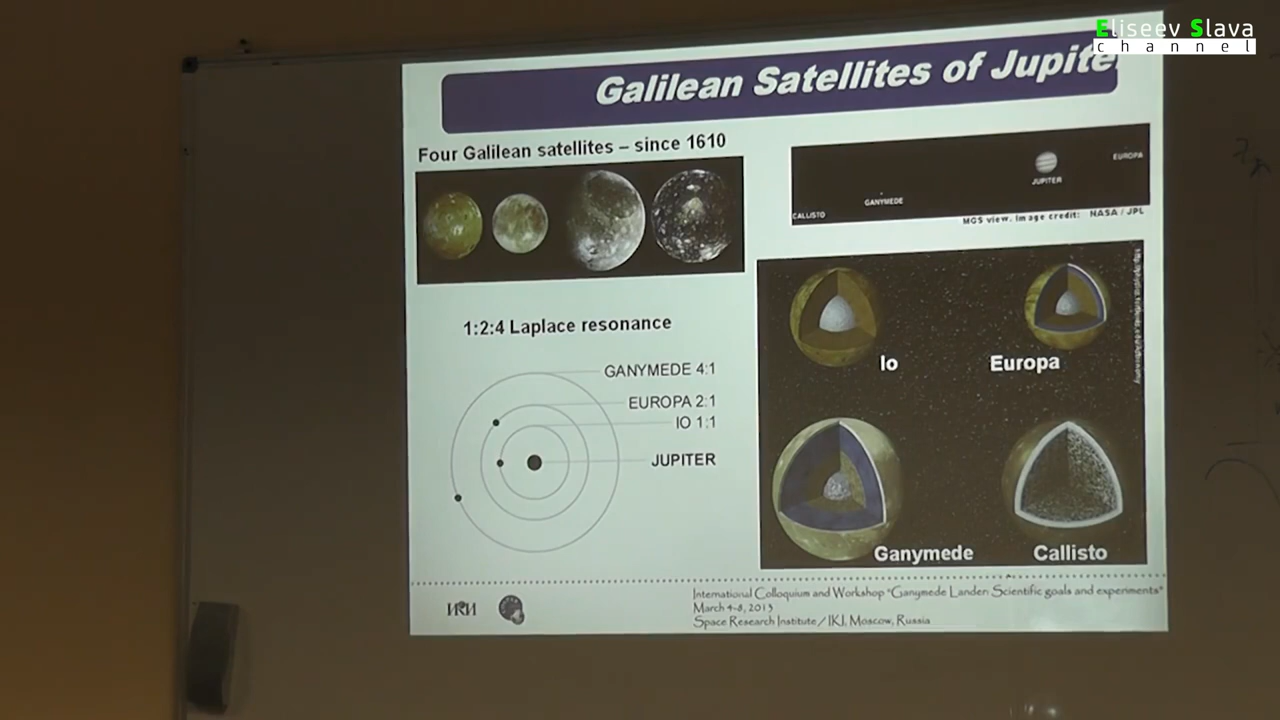 Eliseev Slava
channel
Galilean Satellites of Jupite
Four Galilean satellites – since 1610
EUROPA
JUPITER
GANYMEDE
CALLISTO
MGS view. Image credit: NASA / JPL
1:2:4 Laplace resonance
GANYMEDE 4:1
EUROPA 2:1
IO 1:1
JUPITER
Io
Europa
Ganymede
Callisto
ИКИ
International Colloquium and Workshop "Ganymede Lander: Scientific goals and experiments"
March 4-8, 2013
Space Research Institute / IKI, Moscow, Russia